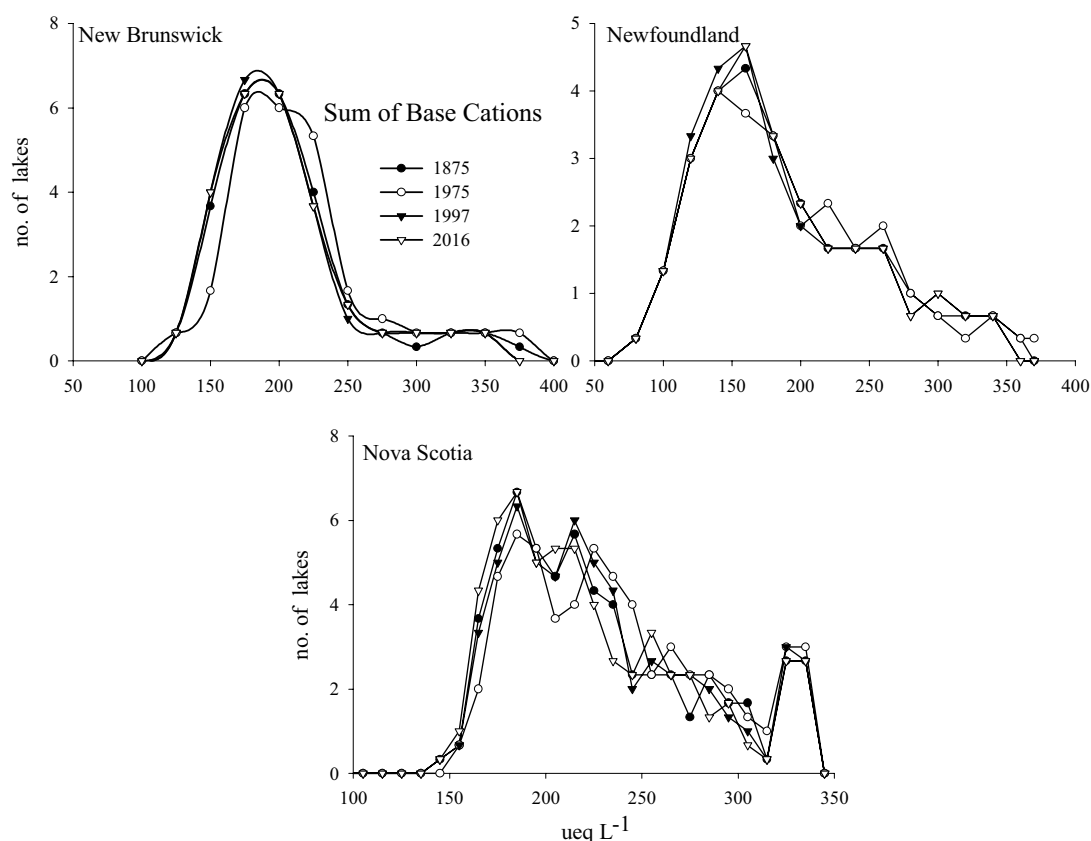 New Brunswick
Sum of Base Cations
1875
1975
1997
2016
no. of lakes
0
2
4
6
8
50 100 150 200 250 300 350 400
Newfoundland
0
1
2
3
4
5
50 100 150 200 250 300 350 400
Nova Scotia
no. of lakes
0
2
4
6
8
100 150 200 250 300 350
ueq L-1